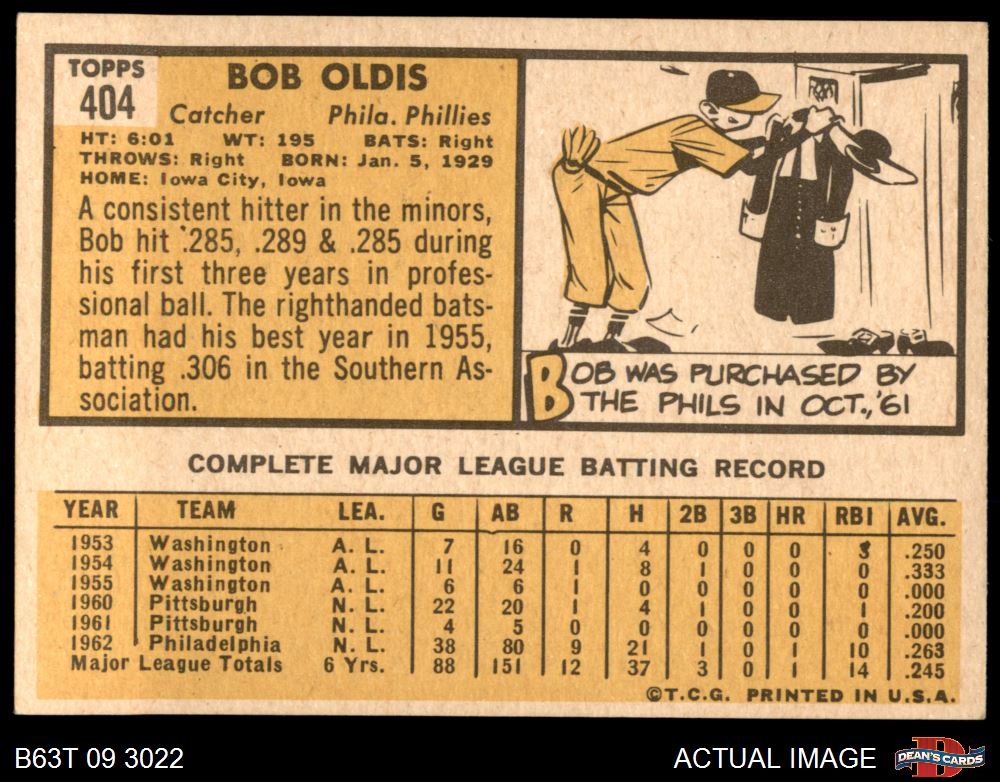 TOPPS
404
BOB OLDIS
Catcher Phila. Phillies
HT: 6:01 WT: 195 BATS: Right
THROWS: Right BORN: Jan. 5, 1929
HOME: Iowa City, Iowa
A consistent hitter in the minors,
Bob hit .285, .289 & .285 during
his first three years in profes-
sional ball. The righthanded bats-
man had his best year in 1955,
batting .306 in the Southern As-
sociation.
BOB WAS PURCHASED BY
THE PHILS IN OCT., '61
COMPLETE MAJOR LEAGUE BATTING RECORD
YEAR TEAM LEA. G AB R H 2B 3B HR RBI AVG.
1953 Washington A. L. 7 16 0 4 0 0 0 3 .250
1954 Washington A. L. 11 24 1 8 1 0 0 0 .333
1955 Washington A. L. 6 6 1 0 0 0 0 0 .000
1960 Pittsburgh N. L. 22 20 1 4 1 0 0 1 .200
1961 Pittsburgh N. L. 4 5 0 0 0 0 0 0 .000
1962 Philadelphia N. L. 38 80 9 21 1 0 1 10 .263
Major League Totals 6 Yrs. 88 151 12 37 3 0 1 14 .245
©T.C.G. PRINTED IN U.S.A.
B63T 09 3022
ACTUAL IMAGE
D
DEAN'S CARDS